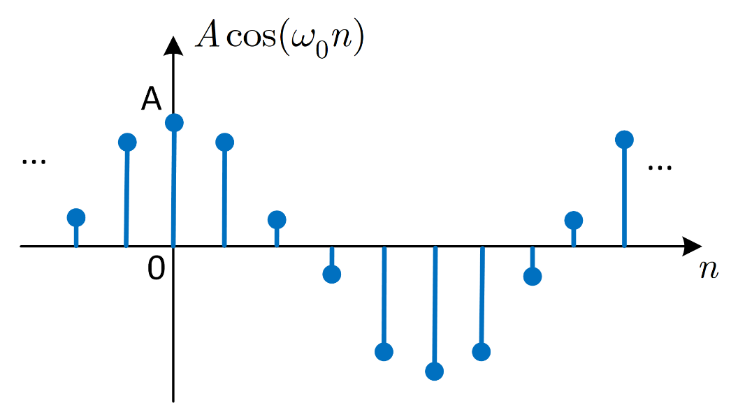 A cos(ω₀n)
A
...
...
0
n